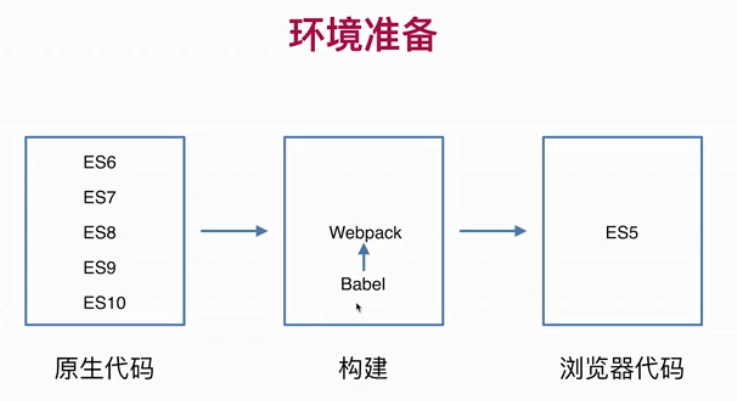 环境准备
ES6
ES7
ES8
ES9
ES10
原生代码
Webpack
Babel
构建
ES5
浏览器代码